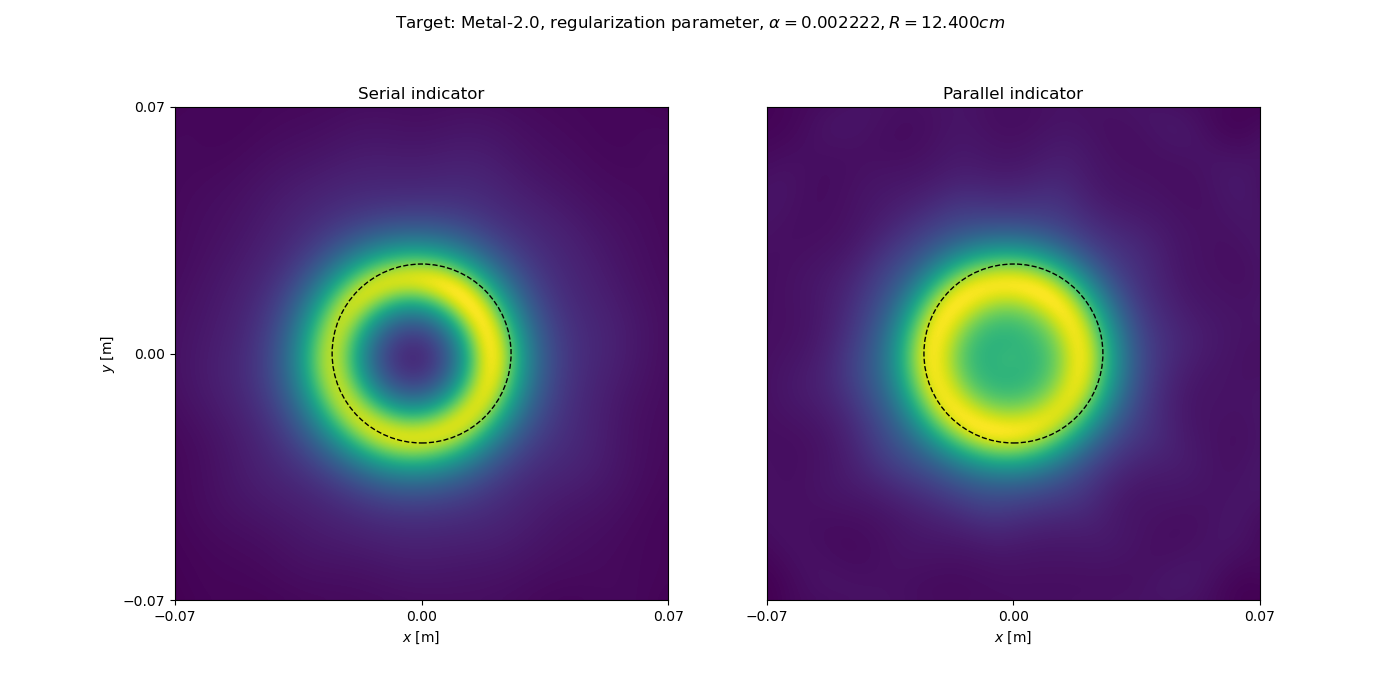 Target: Metal-2.0, regularization parameter, α = 0.002222, R = 12.400cm
Serial indicator
Parallel indicator
0.07
0.00
−0.07
y [m]
−0.07 0.00 0.07
−0.07 0.00 0.07
x [m]
x [m]